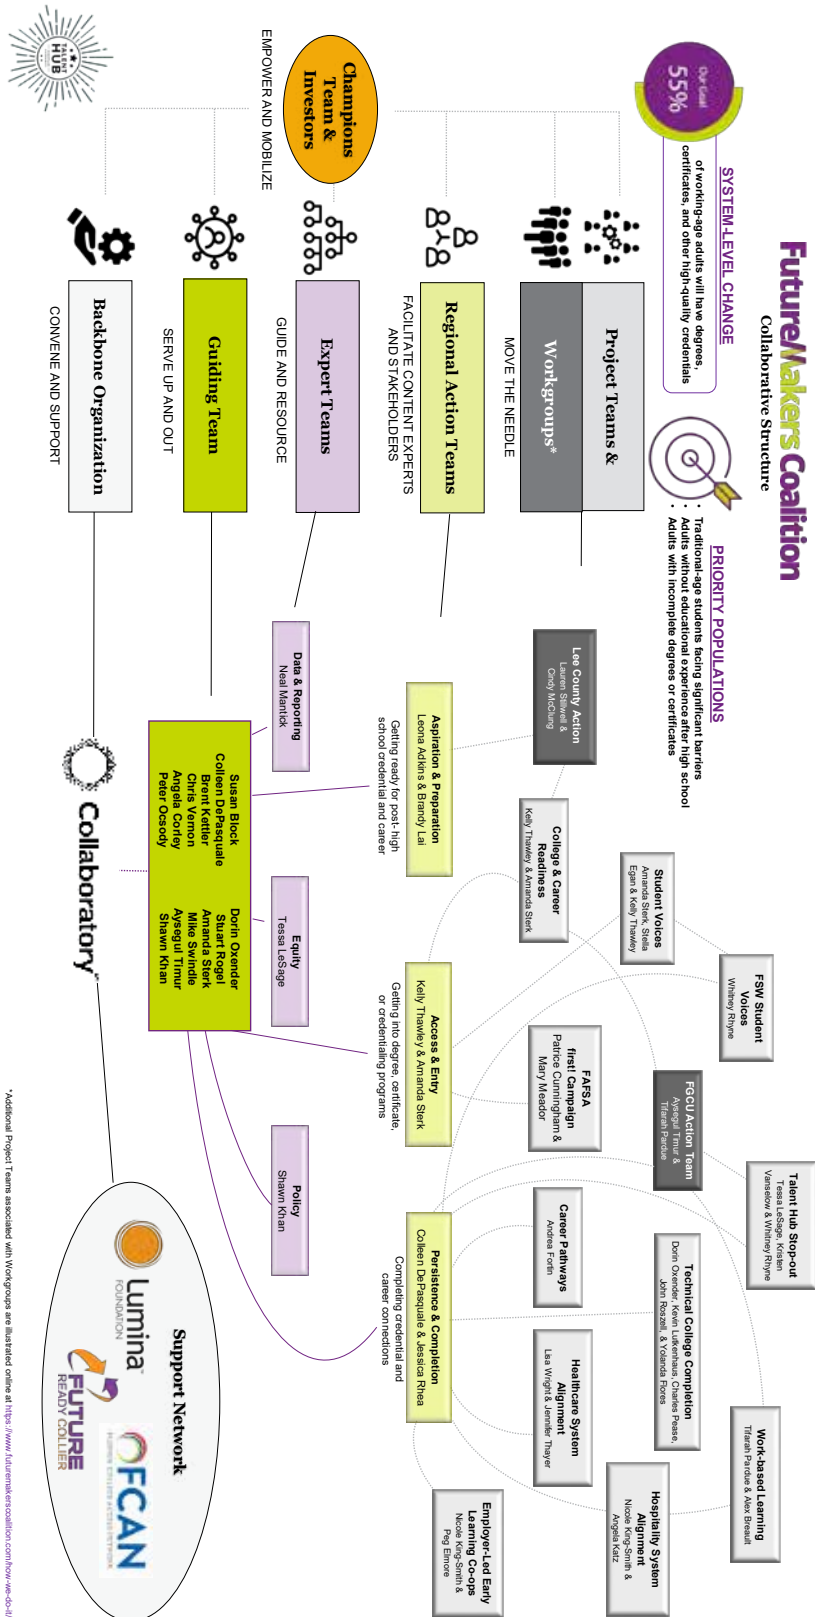 FutureMakers Coalition
Collaborative Structure
Our Goal
55%
SYSTEM-LEVEL CHANGE
of working-age adults will have degrees,
certificates, and other high-quality credentials
PRIORITY POPULATIONS
• Traditional-age students facing significant barriers
• Adults without educational experience after high school
• Adults with incomplete degrees or certificates
Champions
Team &
Investors
EMPOWER AND MOBILIZE
TALENT
HUB
Project Teams &
Workgroups*
MOVE THE NEEDLE
Regional Action Teams
FACILITATE CONTENT EXPERTS
AND STAKEHOLDERS
Expert Teams
GUIDE AND RESOURCE
Guiding Team
SERVE UP AND OUT
Backbone Organization
CONVENE AND SUPPORT
FSW Student
Voices
Whitney Rhyne
Talent Hub Stop-out
Tessa LeSage, Kristen
Vanselow & Whitney Rhyne
Work-based Learning
Tifarah Pardue & Alex Breault
Student Voices
Amanda Sterk, Stella
Egan & Kelly Thawley
FGCU Action Team
Aysegul Timur &
Tifarah Pardue
Technical College Completion
Dorin Oxender, Kevin Lutkenhaus, Charles Pease,
John Roszell, & Yolanda Flores
Hospitality System
Alignment
Nicole King-Smith &
Angela Katz
Lee County Action
Lauren Stillwell &
Cindy McClung
College & Career
Readiness
Kelly Thawley & Amanda Sterk
FAFSA
first! Campaign
Patrice Cunningham &
Mary Meador
Career Pathways
Andrea Fortin
Healthcare System
Alignment
Lisa Wright & Jennifer Thayer
Employer-Led Early
Learning Co-ops
Nicole King-Smith &
Peg Elmore
Aspiration & Preparation
Leona Adkins & Brandy Lai
Getting ready for post- high
school credential and career
Access & Entry
Kelly Thawley & Amanda Sterk
Getting into degree, certificate,
or credentialing programs
Persistence & Completion
Colleen DePasquale & Jessica Rhea
Completing credential and
career connections
Data & Reporting
Neal Mantick
Equity
Tessa LeSage
Policy
Shawn Khan
Susan Block
Colleen DePasquale
Brent Kettler
Chris Vernon
Angela Corley
Peter Ocsody
Dorin Oxender
Stuart Rogel
Amanda Sterk
Mike Swindle
Aysegul Timur
Shawn Khan
Collaboratory
Support Network
Lumina
FOUNDATION
FCAN
FLORIDA COLLEGE ACCESS NETWORK
FUTURE
READY COLLIER
*Additional Project Teams associated with Workgroups are illustrated online at https://www.futuremakerscoalition.com/how-we-do-it/